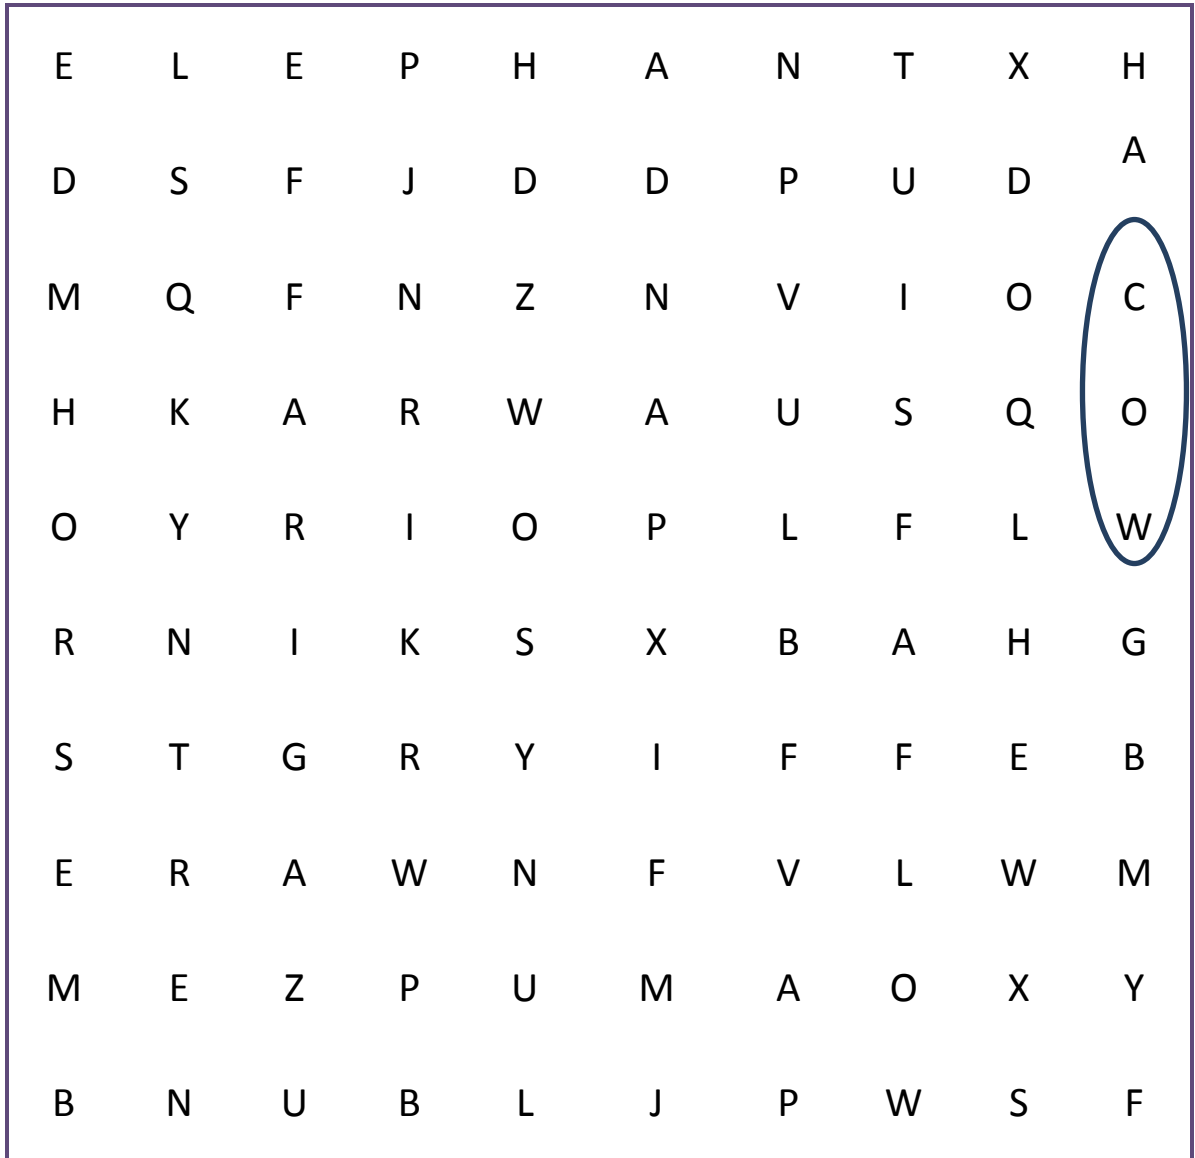 E L E P H A N T X H
D S F J D D P U D A
M Q F N Z N V I O C
H K A R W A U S Q O
O Y R I O P L F L W
R N I K S X B A H G
S T G R Y I F F E B
E R A W N F V L W M
M E Z P U M A O X Y
B N U B L J P W S F